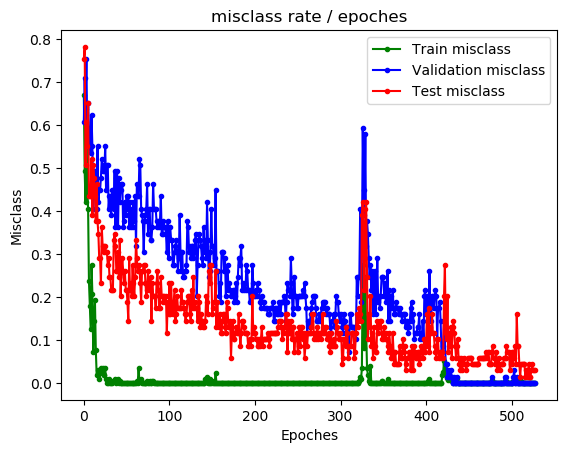 misclass rate / epoches
Train misclass
Validation misclass
Test misclass
Misclass
0.8
0.7
0.6
0.5
0.4
0.3
0.2
0.1
0.0
0 100 200 300 400 500
Epoches